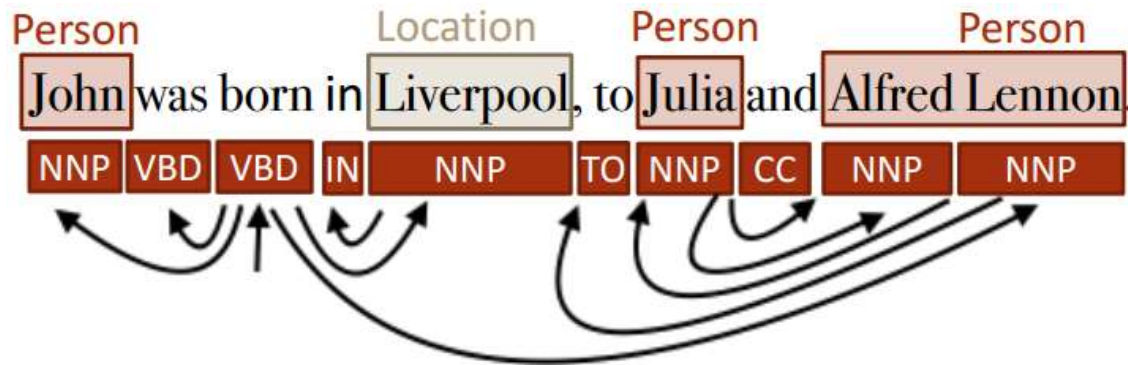 Person Location Person Person
John was born in Liverpool, to Julia and Alfred Lennon.
NNP VBD VBD IN NNP TO NNP CC NNP NNP